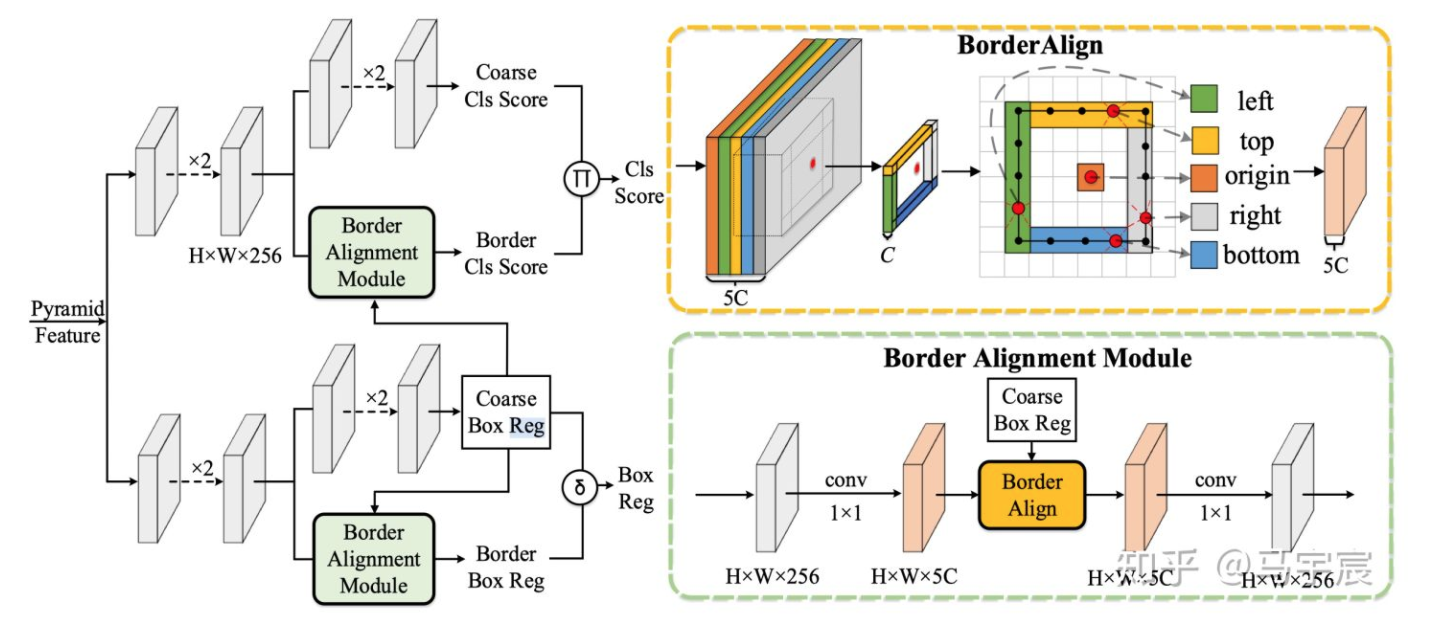 ×2
Coarse
Cls Score
×2
H×W×256
Border
Alignment
Module
Border
Cls Score
Π
Cls
Score
Pyramid
Feature
×2
×2
Coarse
Box Reg
Border
Alignment
Module
Border
Box Reg
δ
Box
Reg
BorderAlign
5C
C
left
top
origin
right
bottom
5C
Border Alignment Module
Coarse
Box Reg
conv
1×1
Border
Align
conv
1×1
H×W×256
H×W×5C
H×W×5C
H×W×256
知乎 @马宇宸